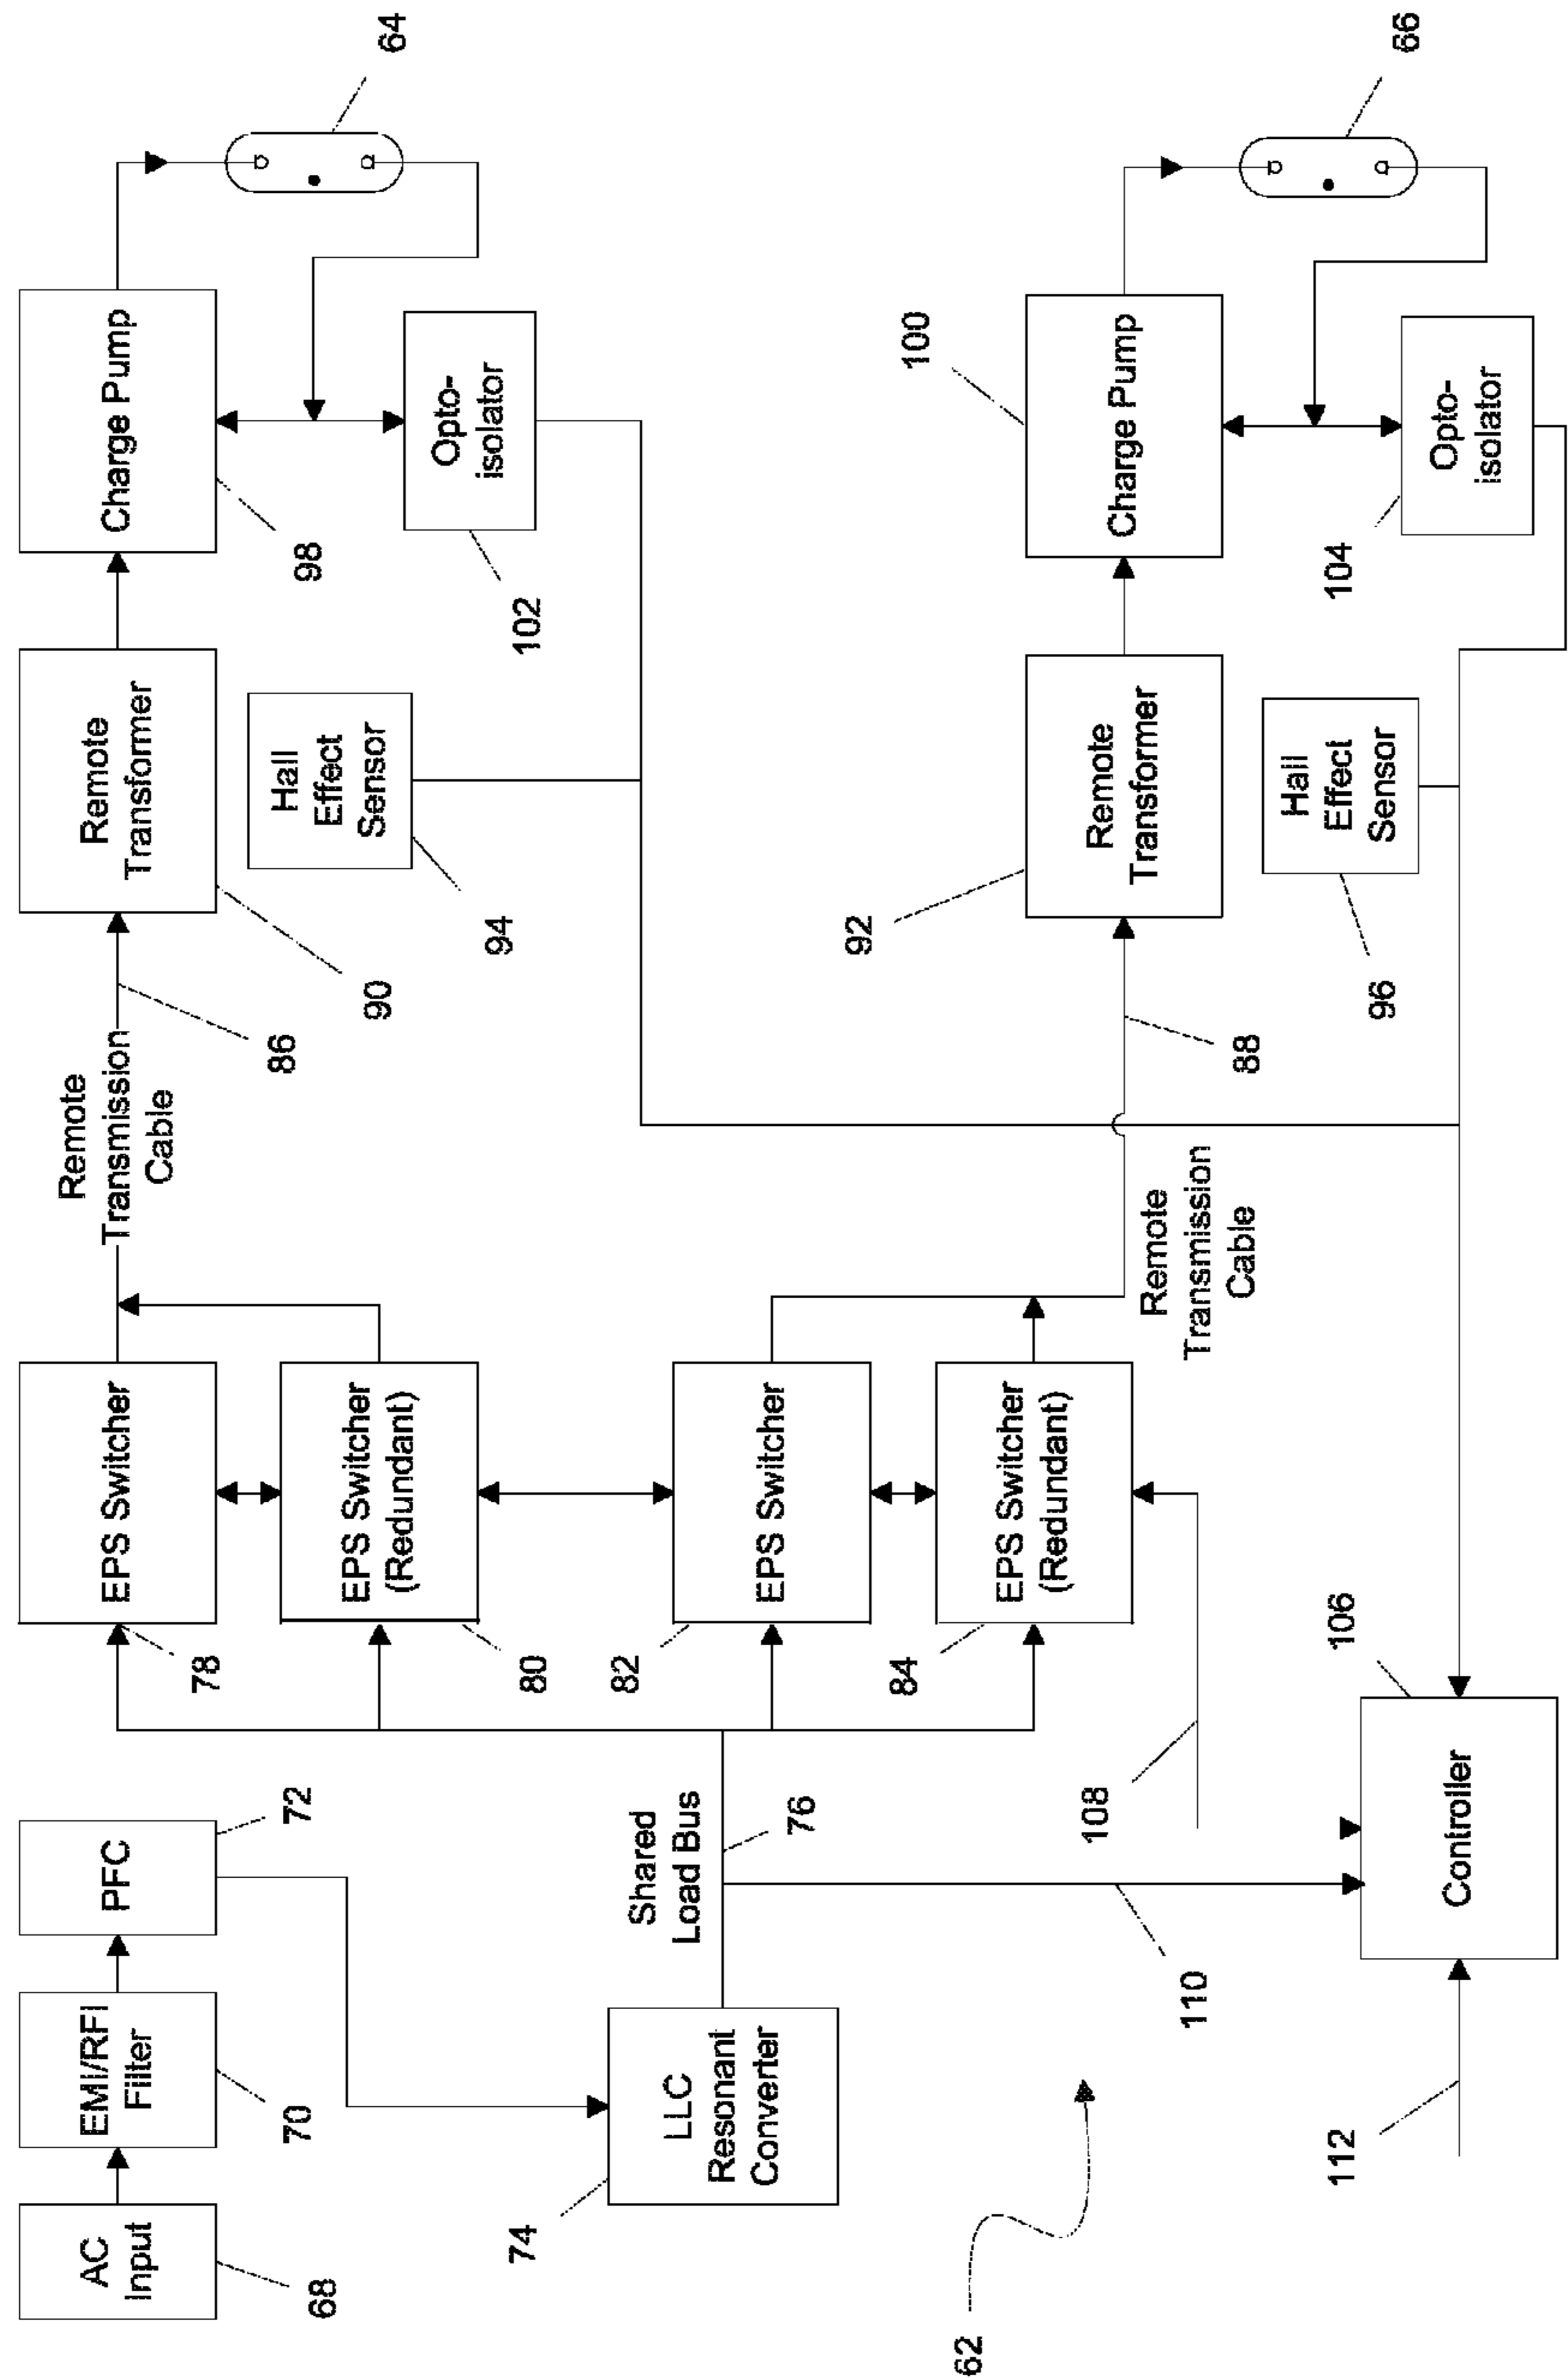 AC
Input
68
EMI/RFI
Filter
70
PFC
72
LLC
Resonant
Converter
74
Shared
Load Bus
76
EPS Switcher
78
EPS Switcher
(Redundant)
80
EPS Switcher
82
EPS Switcher
(Redundant)
84
Remote
Transmission
Cable
86
Remote
Transmission
Cable
88
Remote
Transformer
90
Remote
Transformer
92
Hall
Effect
Sensor
94
Hall
Effect
Sensor
96
Charge Pump
98
Charge Pump
100
Opto-
isolator
102
Opto-
isolator
104
64
66
Controller
106
108
110
112
62